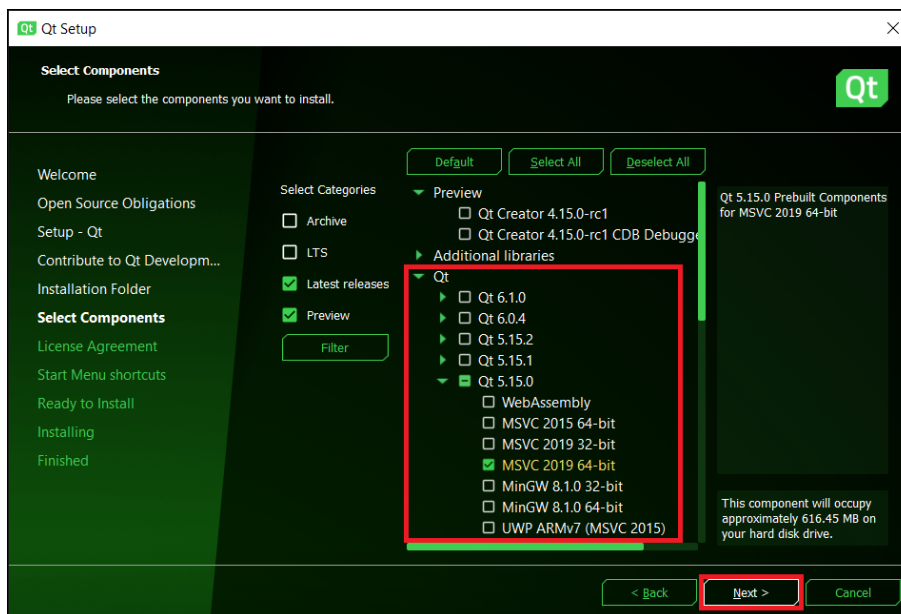 Qt Qt Setup
Select Components
Please select the components you want to install.
Qt
Welcome
Open Source Obligations
Setup - Qt
Contribute to Qt Developm...
Installation Folder
Select Components
License Agreement
Start Menu shortcuts
Ready to Install
Installing
Finished
Select Categories
Archive
LTS
Latest releases
Preview
Filter
Default Select All Deselect All
Preview
Qt Creator 4.15.0-rc1
Qt Creator 4.15.0-rc1 CDB Debugge
Additional libraries
Qt
Qt 6.1.0
Qt 6.0.4
Qt 5.15.2
Qt 5.15.1
Qt 5.15.0
WebAssembly
MSVC 2015 64-bit
MSVC 2019 32-bit
MSVC 2019 64-bit
MinGW 8.1.0 32-bit
MinGW 8.1.0 64-bit
UWP ARMv7 (MSVC 2015)
Qt 5.15.0 Prebuilt Components
for MSVC 2019 64-bit
This component will occupy
approximately 616.45 MB on
your hard disk drive.
< Back Next > Cancel